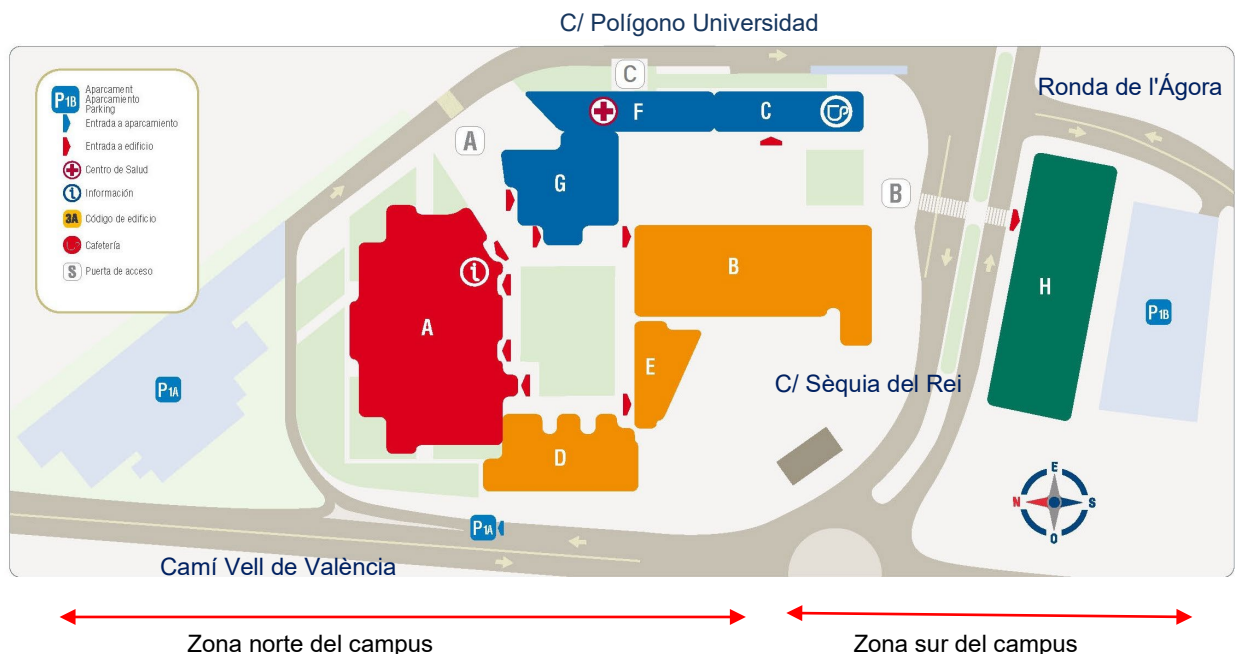 C/ Polígono Universidad
P1B
Aparcament
Aparcamiento
Parking
Entrada a aparcamiento
Entrada a edificio
Centro de Salud
i
Información
3A
Código de edificio
Cafetería
S
Puerta de acceso
C
F
C
A
G
B
Ronda de l'Ágora
B
A
H
P1B
E
P1A
C/ Sèquia del Rei
D
P1A
E
N
S
O
Camí Vell de València
Zona norte del campus
Zona sur del campus